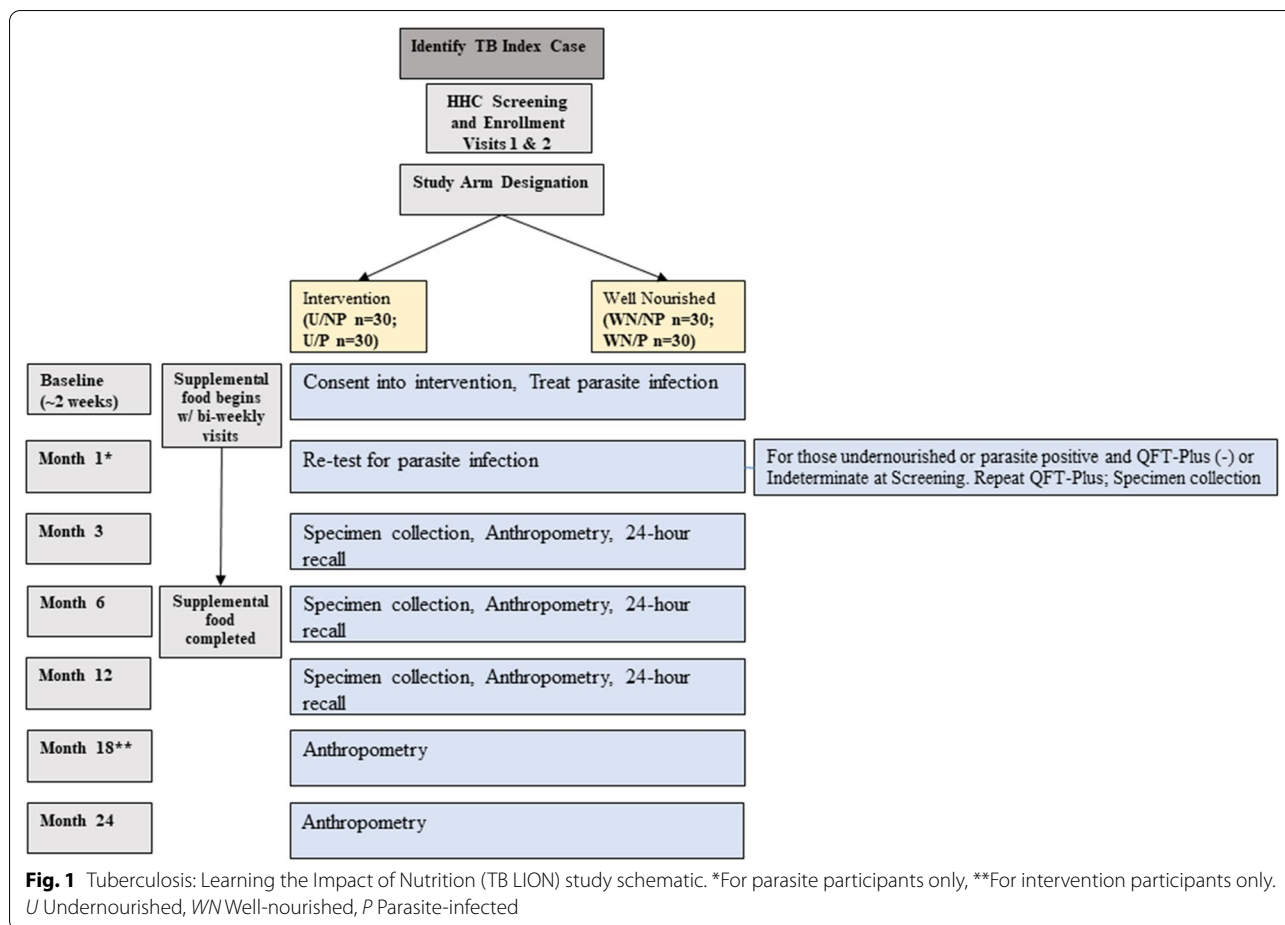 Identify TB Index Case
HHC Screening
and Enrollment
Visits 1 & 2
Study Arm Designation
Intervention
(U/NP n=30;
U/P n=30)
Well Nourished
(WN/NP n=30;
WN/P n=30)
Baseline
(~2 weeks)
Supplemental
food begins
w/ bi-weekly
visits
Consent into intervention, Treat parasite infection
Month 1*
Re-test for parasite infection
For those undernourished or parasite positive and QFT-Plus (-) or
Indeterminate at Screening. Repeat QFT-Plus; Specimen collection
Month 3
Specimen collection, Anthropometry, 24-hour
recall
Month 6
Supplemental
food
completed
Specimen collection, Anthropometry, 24-hour
recall
Month 12
Specimen collection, Anthropometry, 24-hour
recall
Month 18**
Anthropometry
Month 24
Anthropometry
Fig. 1 Tuberculosis: Learning the Impact of Nutrition (TB LION) study schematic. *For parasite participants only, **For intervention participants only.
U Undernourished, WN Well-nourished, P Parasite-infected